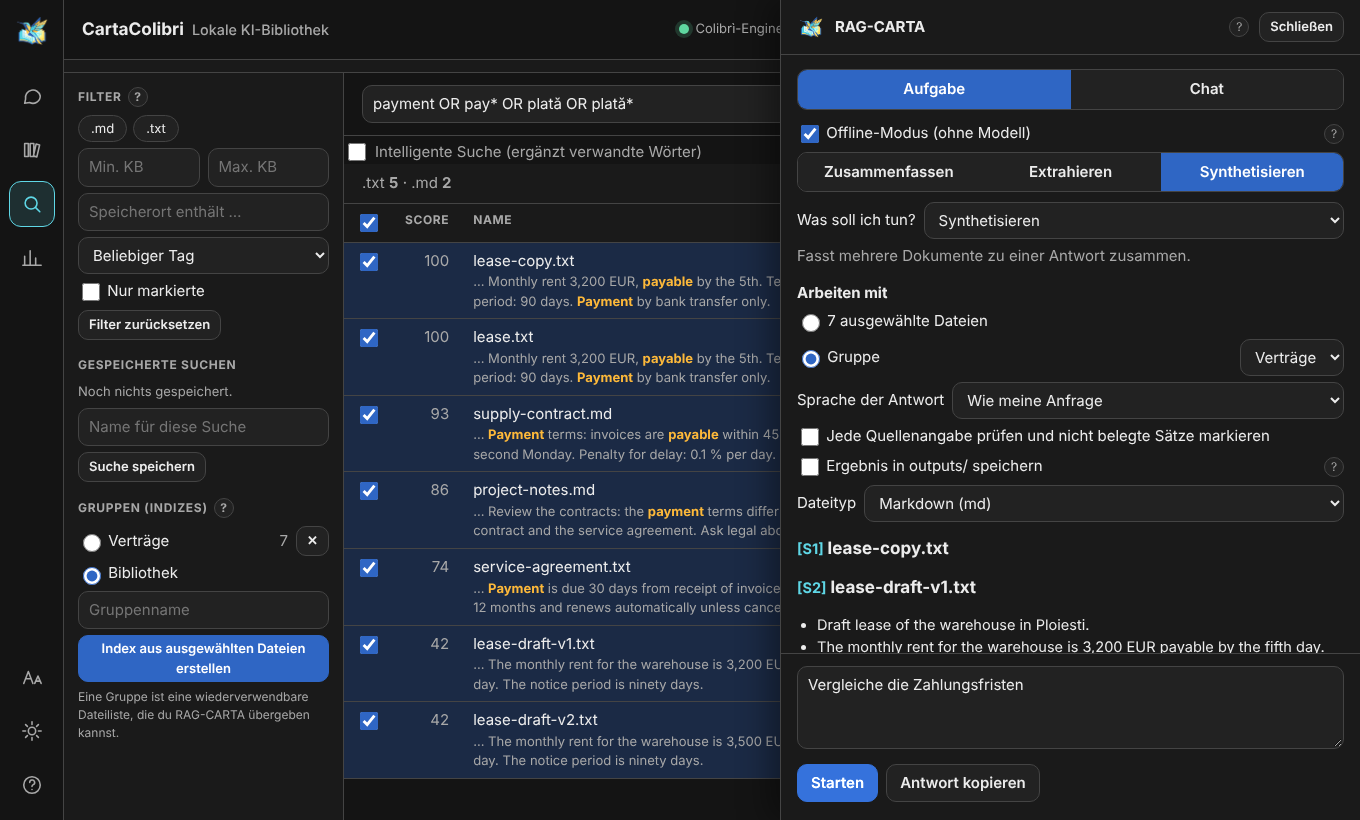 CartaColibri Lokale KI-Bibliothek
Colibrì-Engine
FILTER ?
.md .txt
Min. KB Max. KB
Speicherort enthält ...
Beliebiger Tag
Nur markierte
Filter zurücksetzen
GESPEICHERTE SUCHEN
Noch nichts gespeichert.
Name für diese Suche
Suche speichern
GRUPPEN (INDIZES) ?
Verträge 7 ✕
Bibliothek
Gruppenname
Index aus ausgewählten Dateien
erstellen
Eine Gruppe ist eine wiederverwendbare
Dateiliste, die du RAG-CARTA übergeben
kannst.
payment OR pay* OR plată OR plată*
Intelligente Suche (ergänzt verwandte Wörter)
.txt 5 · .md 2
SCORE NAME
100 lease-copy.txt
... Monthly rent 3,200 EUR, payable by the 5th. Te
period: 90 days. Payment by bank transfer only.
100 lease.txt
... Monthly rent 3,200 EUR, payable by the 5th. Te
period: 90 days. Payment by bank transfer only.
93 supply-contract.md
... Payment terms: invoices are payable within 45
second Monday. Penalty for delay: 0.1 % per day.
86 project-notes.md
... Review the contracts: the payment terms differ
contract and the service agreement. Ask legal abo
74 service-agreement.txt
... Payment is due 30 days from receipt of invoice
12 months and renews automatically unless cance
42 lease-draft-v1.txt
... The monthly rent for the warehouse is 3,200 EU
day. The notice period is ninety days.
42 lease-draft-v2.txt
... The monthly rent for the warehouse is 3,500 EU
day. The notice period is ninety days.
RAG-CARTA ? Schließen
Aufgabe Chat
Offline-Modus (ohne Modell) ?
Zusammenfassen Extrahieren Synthetisieren
Was soll ich tun? Synthetisieren
Fasst mehrere Dokumente zu einer Antwort zusammen.
Arbeiten mit
7 ausgewählte Dateien
Gruppe Verträge
Sprache der Antwort Wie meine Anfrage
Jede Quellenangabe prüfen und nicht belegte Sätze markieren
Ergebnis in outputs/ speichern ?
Dateityp Markdown (md)
[S1] lease-copy.txt
[S2] lease-draft-v1.txt
• Draft lease of the warehouse in Ploiesti.
• The monthly rent for the warehouse is 3,200 EUR payable by the fifth day.
Vergleiche die Zahlungsfristen
Starten Antwort kopieren
AA
?